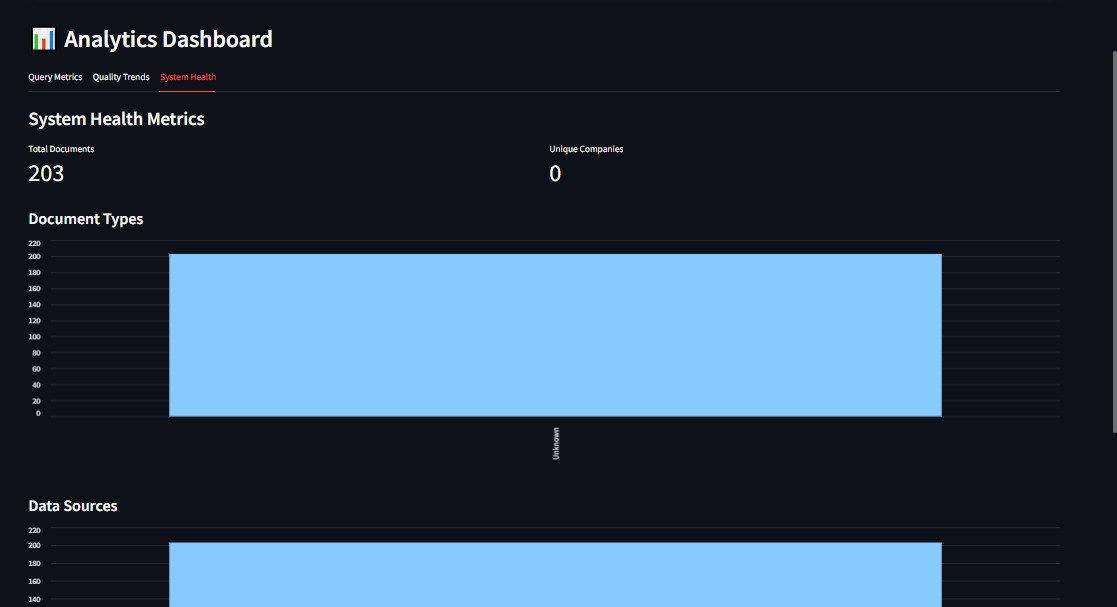 📊 Analytics Dashboard
Query Metrics Quality Trends System Health
System Health Metrics
Total Documents Unique Companies
203 0
Document Types
220
200
180
160
140
120
100
80
60
40
20
0
Unknown
Data Sources
220
200
180
160
140